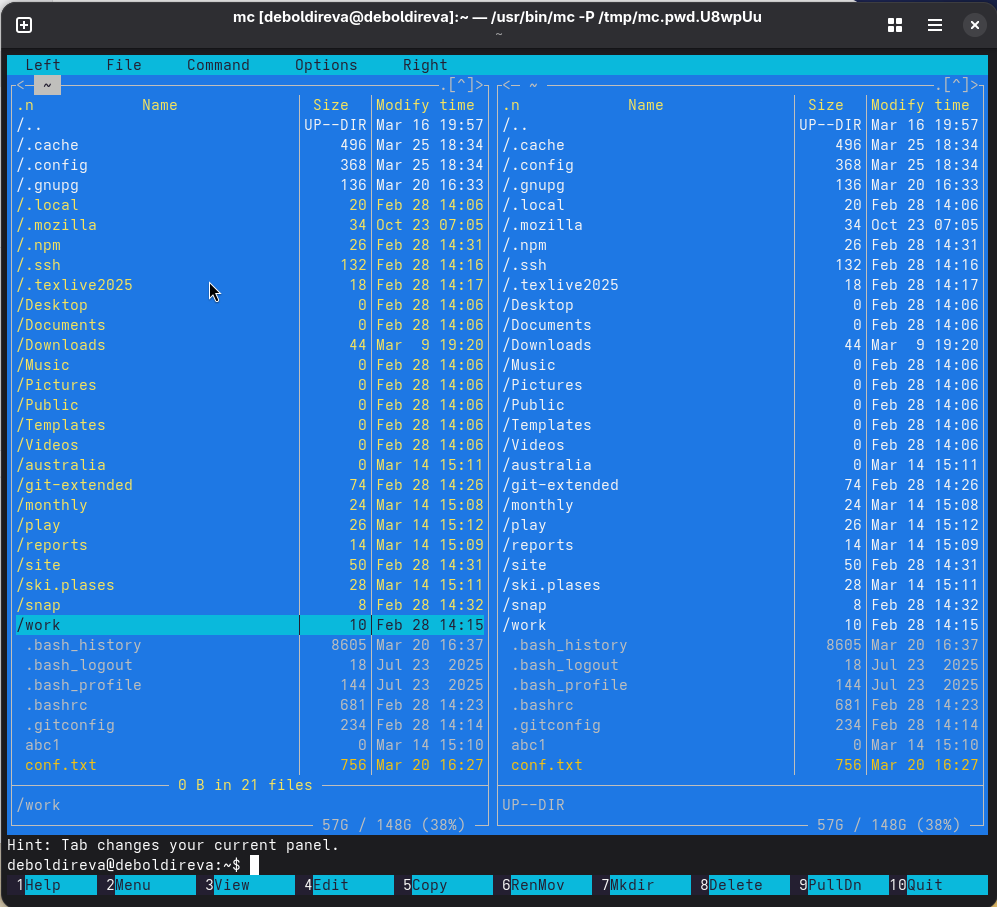 mc [deboldireva@deboldireva]:~ — /usr/bin/mc -P /tmp/mc.pwd.U8wpUu
~
Left File Command Options Right
<— ~ .[^]> <— ~ .[^]>
.n Name Size Modify time .n Name Size Modify time
/.. UP--DIR Mar 16 19:57 /.. UP--DIR Mar 16 19:57
/.cache 496 Mar 25 18:34 /.cache 496 Mar 25 18:34
/.config 368 Mar 25 18:34 /.config 368 Mar 25 18:34
/.gnupg 136 Mar 20 16:33 /.gnupg 136 Mar 20 16:33
/.local 20 Feb 28 14:06 /.local 20 Feb 28 14:06
/.mozilla 34 Oct 23 07:05 /.mozilla 34 Oct 23 07:05
/.npm 26 Feb 28 14:31 /.npm 26 Feb 28 14:31
/.ssh 132 Feb 28 14:16 /.ssh 132 Feb 28 14:16
/.texlive2025 18 Feb 28 14:17 /.texlive2025 18 Feb 28 14:17
/Desktop 0 Feb 28 14:06 /Desktop 0 Feb 28 14:06
/Documents 0 Feb 28 14:06 /Documents 0 Feb 28 14:06
/Downloads 44 Mar 9 19:20 /Downloads 44 Mar 9 19:20
/Music 0 Feb 28 14:06 /Music 0 Feb 28 14:06
/Pictures 0 Feb 28 14:06 /Pictures 0 Feb 28 14:06
/Public 0 Feb 28 14:06 /Public 0 Feb 28 14:06
/Templates 0 Feb 28 14:06 /Templates 0 Feb 28 14:06
/Videos 0 Feb 28 14:06 /Videos 0 Feb 28 14:06
/australia 0 Mar 14 15:11 /australia 0 Mar 14 15:11
/git-extended 74 Feb 28 14:26 /git-extended 74 Feb 28 14:26
/monthly 24 Mar 14 15:08 /monthly 24 Mar 14 15:08
/play 26 Mar 14 15:12 /play 26 Mar 14 15:12
/reports 14 Mar 14 15:09 /reports 14 Mar 14 15:09
/site 50 Feb 28 14:31 /site 50 Feb 28 14:31
/ski.plases 28 Mar 14 15:11 /ski.plases 28 Mar 14 15:11
/snap 8 Feb 28 14:32 /snap 8 Feb 28 14:32
/work 10 Feb 28 14:15 /work 10 Feb 28 14:15
.bash_history 8605 Mar 20 16:37 .bash_history 8605 Mar 20 16:37
.bash_logout 18 Jul 23 2025 .bash_logout 18 Jul 23 2025
.bash_profile 144 Jul 23 2025 .bash_profile 144 Jul 23 2025
.bashrc 681 Feb 28 14:23 .bashrc 681 Feb 28 14:23
.gitconfig 234 Feb 28 14:14 .gitconfig 234 Feb 28 14:14
abc1 0 Mar 14 15:10 abc1 0 Mar 14 15:10
conf.txt 756 Mar 20 16:27 conf.txt 756 Mar 20 16:27
0 B in 21 files
/work UP--DIR
57G / 148G (38%) 57G / 148G (38%)
Hint: Tab changes your current panel.
deboldireva@deboldireva:~$
1Help 2Menu 3View 4Edit 5Copy 6RenMov 7Mkdir 8Delete 9PullDn 10Quit